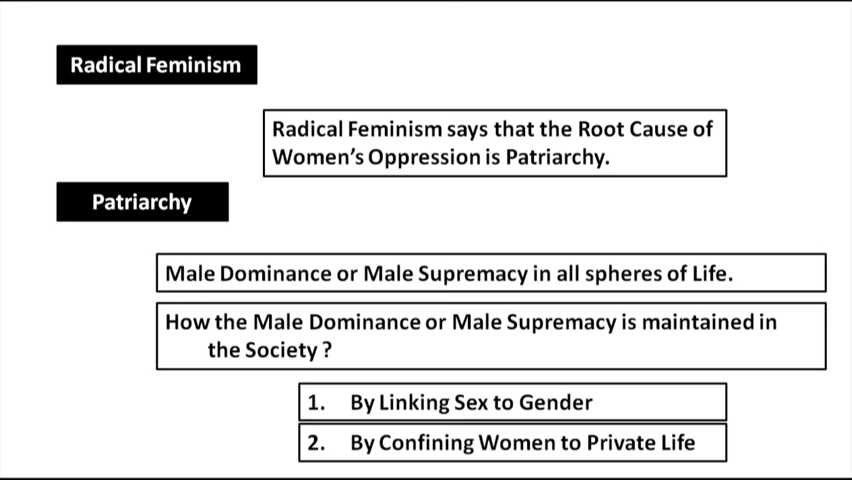 Radical Feminism
Radical Feminism says that the Root Cause of
Women’s Oppression is Patriarchy.
Patriarchy
Male Dominance or Male Supremacy in all spheres of Life.
How the Male Dominance or Male Supremacy is maintained in
the Society ?
1. By Linking Sex to Gender
2. By Confining Women to Private Life